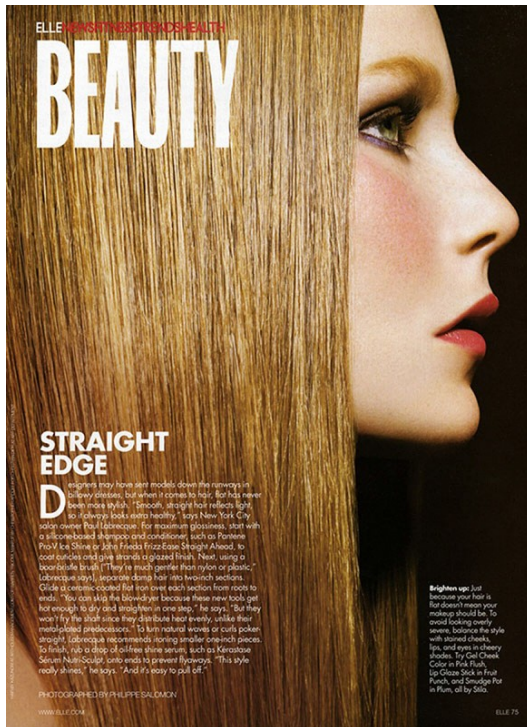 ELLE NEWSFITNESSTRENDSHEALTH
BEAUTY
STRAIGHT
EDGE
Designers may have sent models down the runways in
billowy dresses, but when it comes to hair, flat has never
been more stylish. "Smooth, straight hair reflects light,
so it always looks extra healthy," says New York City
salon owner Paul Labrecque. For maximum glossiness, start with
a silicone-based shampoo and conditioner, such as Pantene
Pro-V Ice Shine or John Frieda Frizz-Ease Straight Ahead, to
coat cuticles and give strands a glazed finish. Next, using a
boar-bristle brush ("They're much gentler than nylon or plastic,"
Labrecque says), separate damp hair into two-inch sections.
Glide a ceramic-coated flat iron over each section from roots to
ends. "You can skip the blow-dryer because these new tools get
hot enough to dry and straighten in one step," he says. "But they
won't fry the shaft since they distribute heat evenly, unlike their
metal-plated predecessors." To turn natural waves or curls poker
straight, Labrecque recommends ironing smaller one-inch pieces.
To finish, rub a drop of oil-free shine serum, such as Kérastase
Sérum Nutri-Sculpt, onto ends to prevent flyaways. "This style
really shines," he says. "And it's easy to pull off."
PHOTOGRAPHED BY PHILIPPE SALOMON
Brighten up: Just
because your hair is
flat doesn't mean your
makeup should be. To
avoid looking overly
severe, balance the style
with stained cheeks,
lips, and eyes in cheery
shades. Try Gel Cheek
Color in Pink Flush,
Lip Glaze Stick in Fruit
Punch, and Smudge Pot
in Plum, all by Stila.
WWW.ELLE.COM
ELLE 75